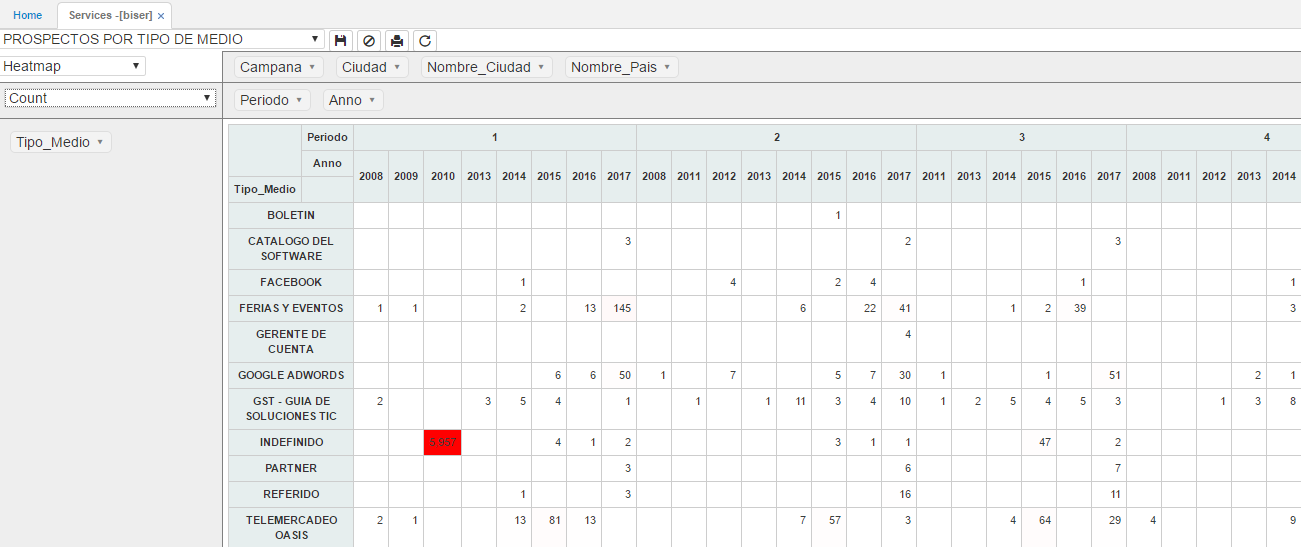 Home Services -[biser] ×
PROSPECTOS POR TIPO DE MEDIO
Heatmap Campana Ciudad Nombre_Ciudad Nombre_Pais
Count Periodo Anno
Tipo_Medio
Periodo 1 2 3 4
Anno
2008 2009 2010 2013 2014 2015 2016 2017 2008 2011 2012 2013 2014 2015 2016 2017 2011 2013 2014 2015 2016 2017 2008 2011 2012 2013 2014
Tipo_Medio
BOLETIN 1
CATALOGO DEL
SOFTWARE 3 2 3
FACEBOOK 1 4 2 4 1 1
FERIAS Y EVENTOS 1 1 2 13 145 6 22 41 1 2 39 3
GERENTE DE
CUENTA 4
GOOGLE ADWORDS 6 6 50 1 7 5 7 30 1 1 51 2 1
GST - GUIA DE
SOLUCIONES TIC 2 3 5 4 1 1 1 11 3 4 10 1 2 5 4 5 3 1 3 8
INDEFINIDO 5,957 4 1 2 3 1 1 47 2
PARTNER 3 6 7
REFERIDO 1 3 16 11
TELEMERCADEO
OASIS 2 1 13 81 13 7 57 3 4 64 29 4 9